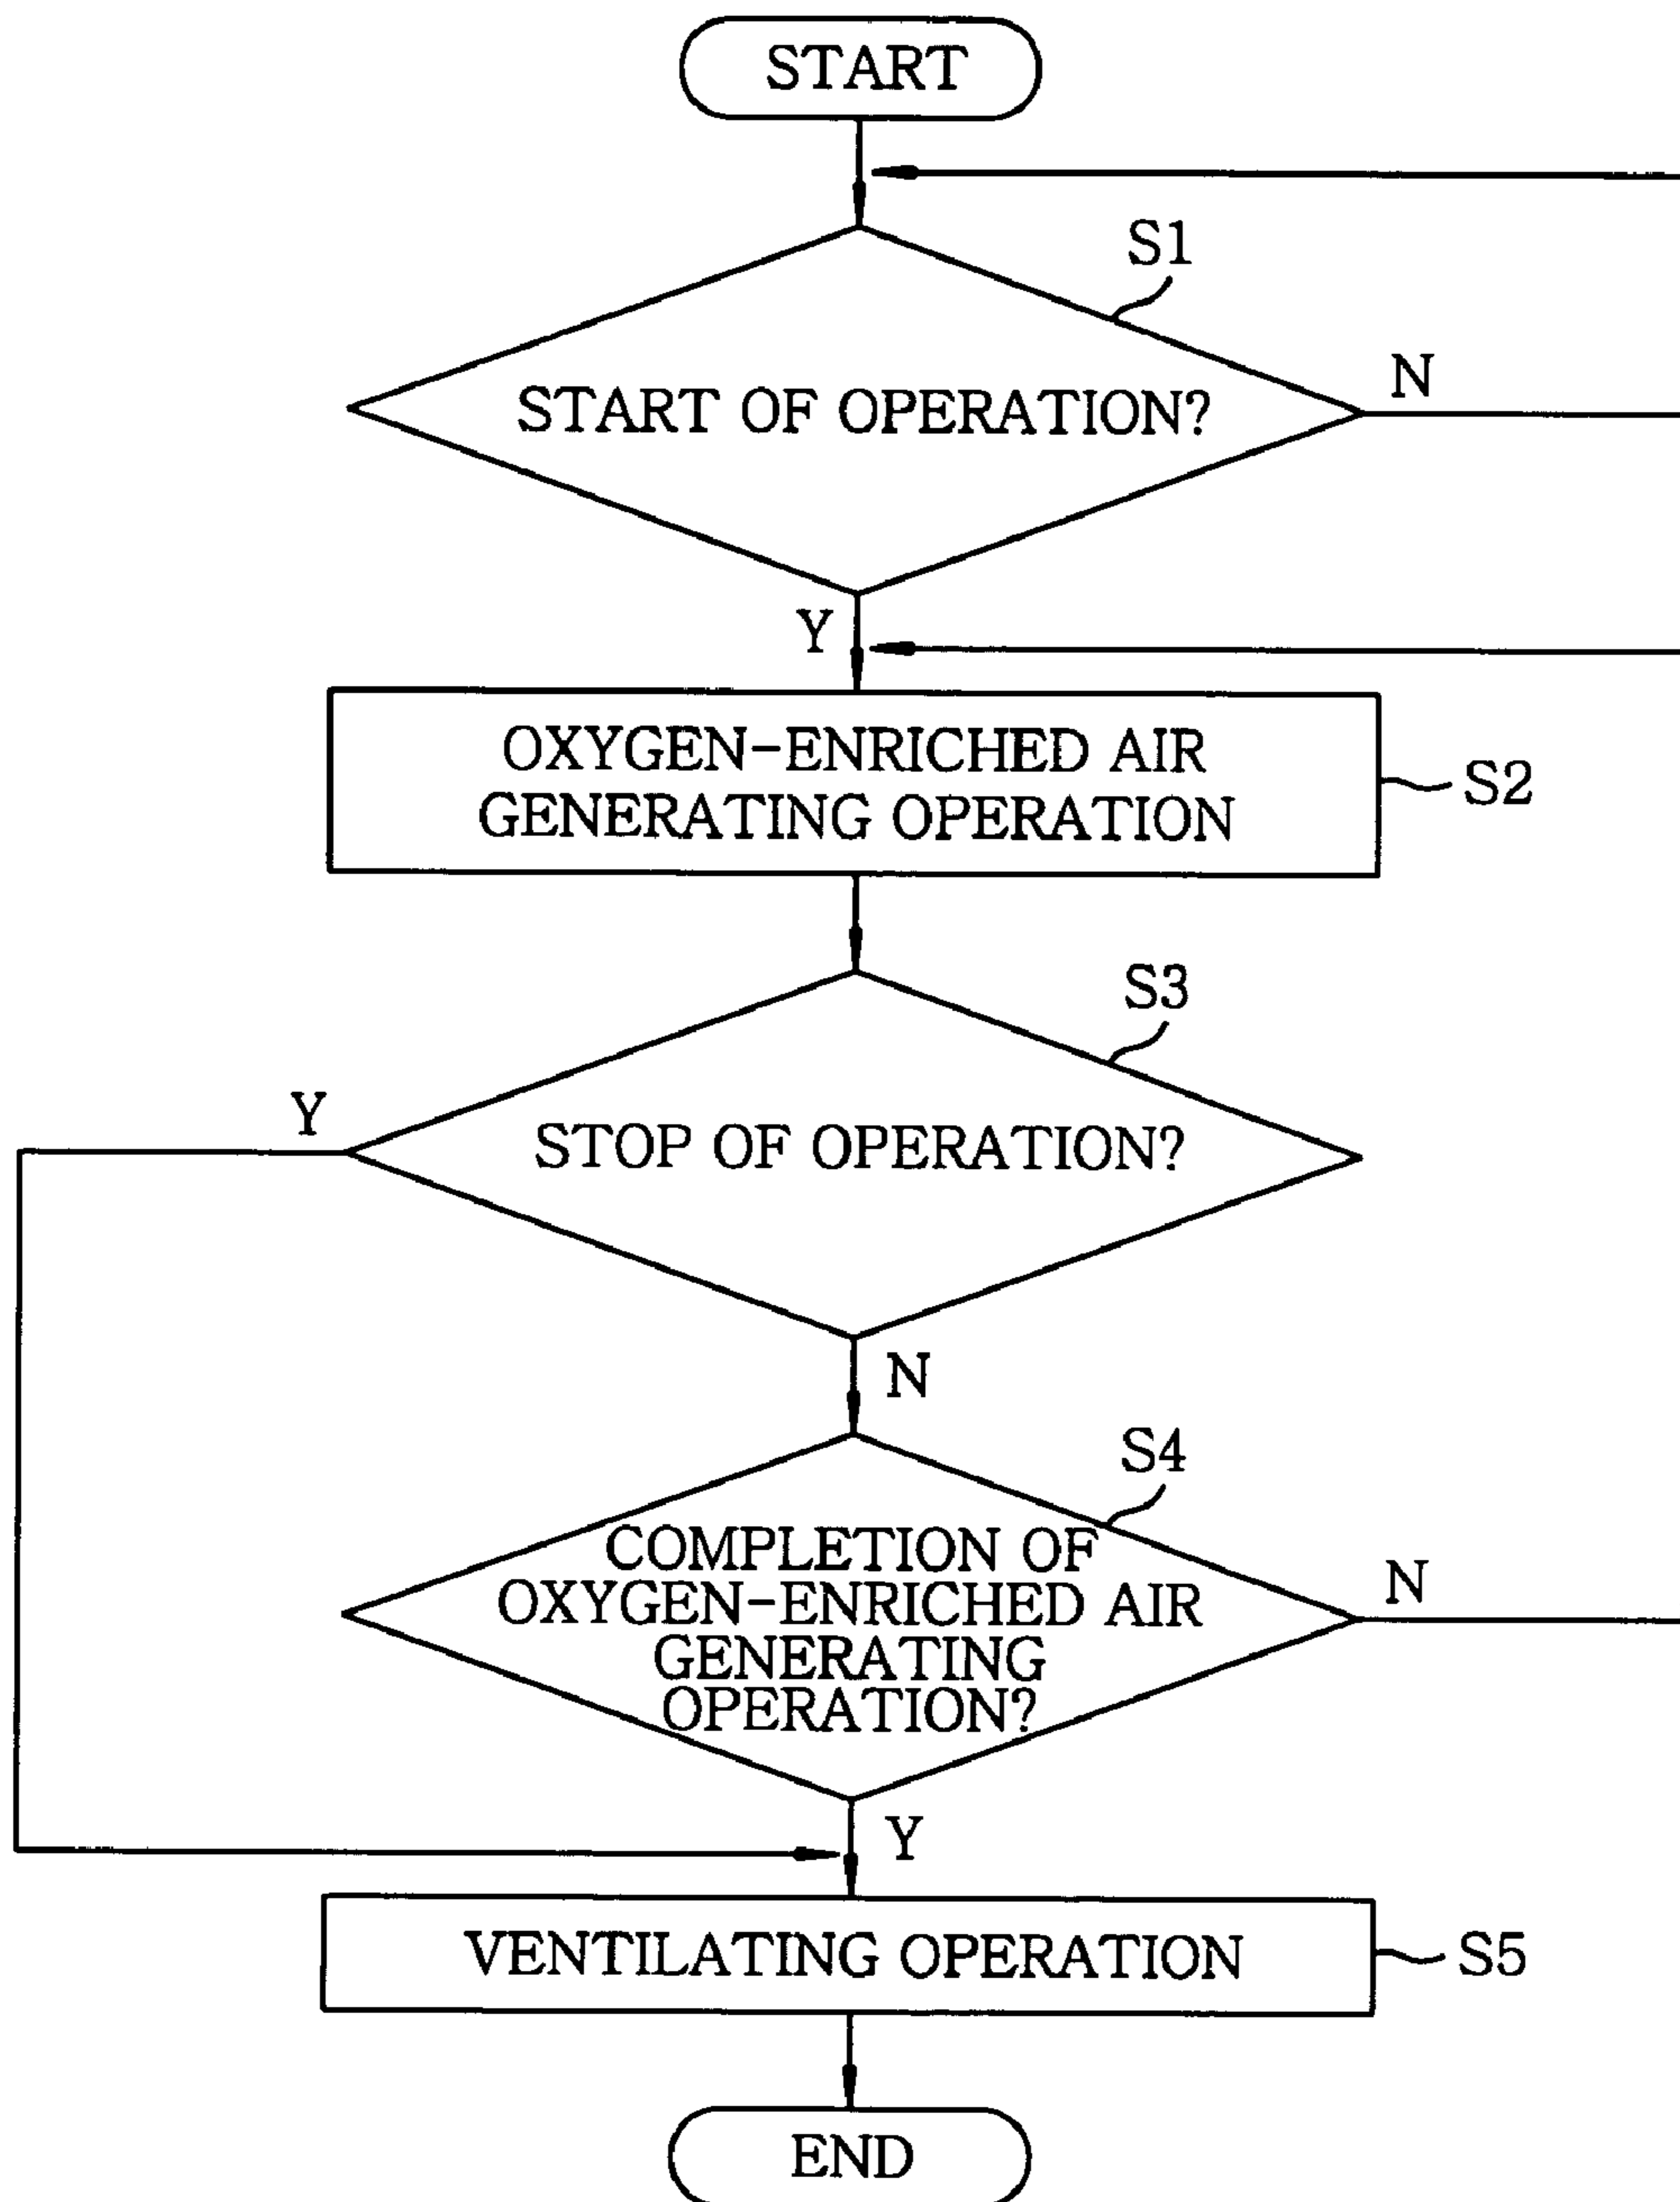 START
S1
START OF OPERATION?
N
Y
OXYGEN-ENRICHED AIR
GENERATING OPERATION
S2
S3
Y
STOP OF OPERATION?
N
S4
COMPLETION OF
OXYGEN-ENRICHED AIR
GENERATING
OPERATION?
N
Y
VENTILATING OPERATION
S5
END